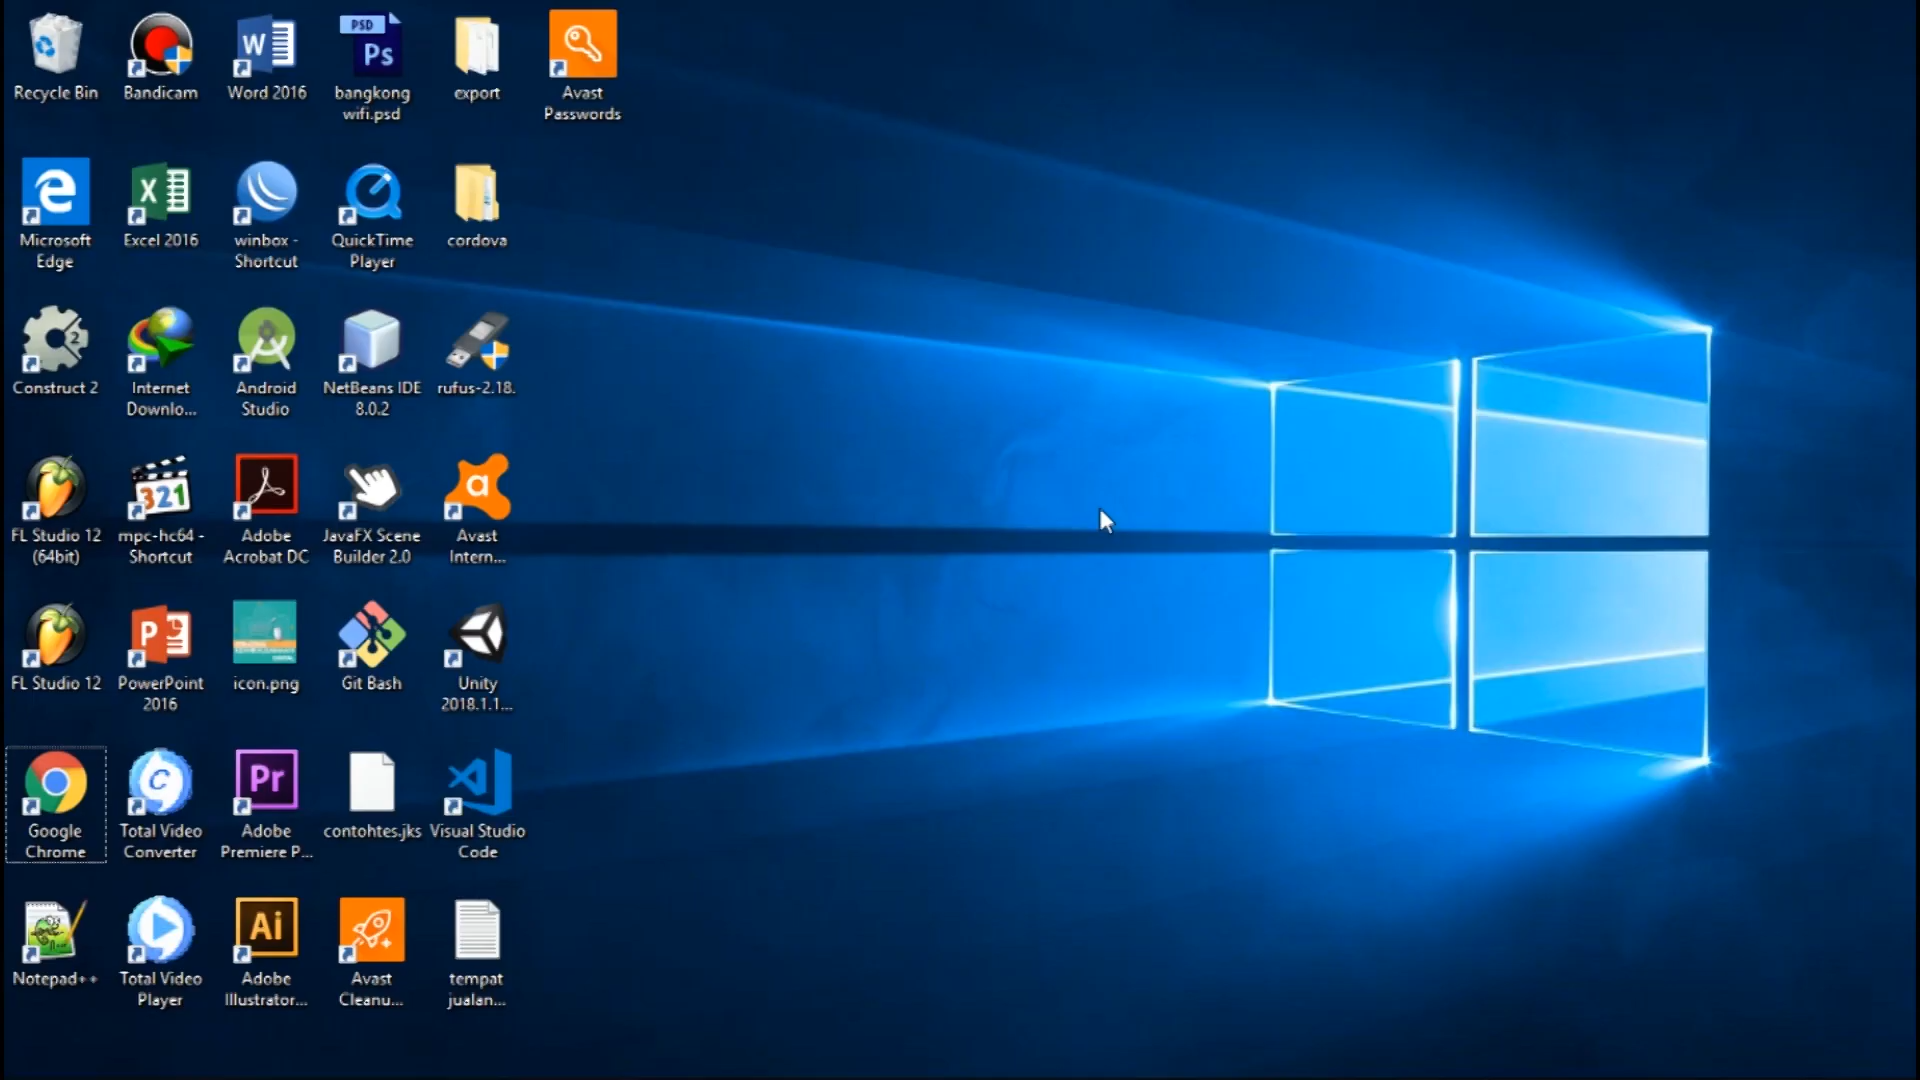 Recycle Bin
Bandicam
Word 2016
bangkong
wifi.psd
export
Avast
Passwords
Microsoft
Edge
Excel 2016
winbox -
Shortcut
QuickTime
Player
cordova
Construct 2
Internet
Downlo...
Android
Studio
NetBeans IDE
8.0.2
rufus-2.18.
FL Studio 12
(64bit)
mpc-hc64 -
Shortcut
Adobe
Acrobat DC
JavaFX Scene
Builder 2.0
Avast
Intern...
FL Studio 12
PowerPoint
2016
icon.png
Git Bash
Unity
2018.1.1...
Google
Chrome
Total Video
Converter
Adobe
Premiere P...
contohtes.jks
Visual Studio
Code
Notepad++
Total Video
Player
Adobe
Illustrator...
Avast
Cleanu...
tempat
jualan...